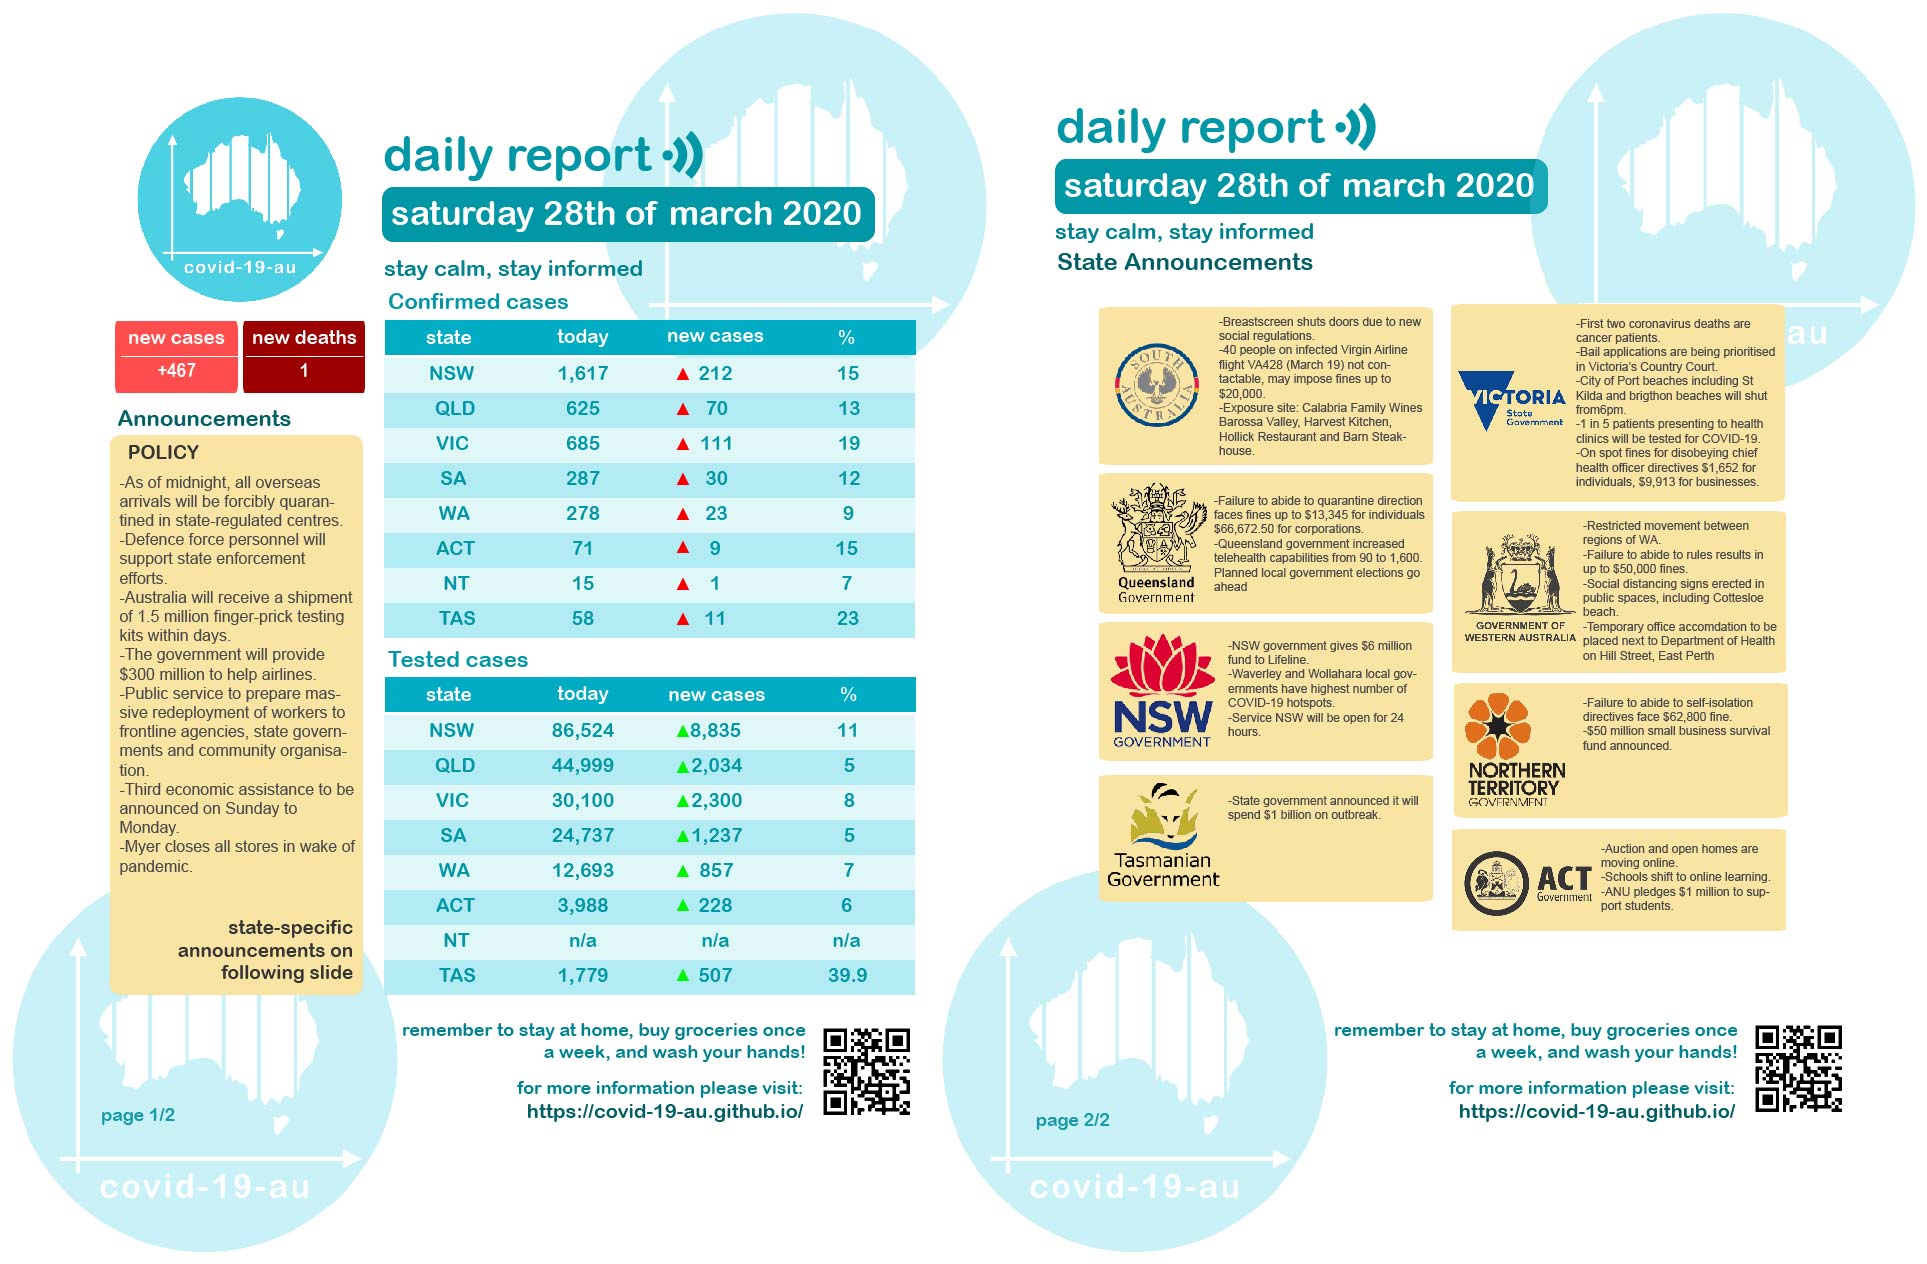 covid-19-au
daily report
saturday 28th of march 2020
stay calm, stay informed
new cases
+467
new deaths
1
Announcements
POLICY
-As of midnight, all overseas
arrivals will be forcibly quaran-
tined in state-regulated centres.
-Defence force personnel will
support state enforcement
efforts.
-Australia will receive a shipment
of 1.5 million finger-prick testing
kits within days.
-The government will provide
$300 million to help airlines.
-Public service to prepare mas-
sive redeployment of workers to
frontline agencies, state govern-
ments and community organisa-
tion.
-Third economic assistance to be
announced on Sunday to
Monday.
-Myer closes all stores in wake of
pandemic.
state-specific
announcements on
following slide
Confirmed cases
state today new cases %
NSW 1,617 ▲ 212 15
QLD 625 ▲ 70 13
VIC 685 ▲ 111 19
SA 287 ▲ 30 12
WA 278 ▲ 23 9
ACT 71 ▲ 9 15
NT 15 ▲ 1 7
TAS 58 ▲ 11 23
Tested cases
state today new cases %
NSW 86,524 ▲8,835 11
QLD 44,999 ▲2,034 5
VIC 30,100 ▲2,300 8
SA 24,737 ▲1,237 5
WA 12,693 ▲ 857 7
ACT 3,988 ▲ 228 6
NT n/a n/a n/a
TAS 1,779 ▲ 507 39.9
remember to stay at home, buy groceries once
a week, and wash your hands!
for more information please visit:
https://covid-19-au.github.io/
page 1/2
covid-19-au
daily report
saturday 28th of march 2020
stay calm, stay informed
State Announcements
au
SOUTH
AUSTRALIA
-Breastscreen shuts doors due to new
social regulations.
-40 people on infected Virgin Airline
flight VA428 (March 19) not con-
tactable, may impose fines up to
$20,000.
-Exposure site: Calabria Family Wines
Barossa Valley, Harvest Kitchen,
Hollick Restaurant and Barn Steak-
house.
Queensland
Government
-Failure to abide to quarantine direction
faces fines up to $13,345 for individuals
$66,672.50 for corporations.
-Queensland government increased
telehealth capabilities from 90 to 1,600.
Planned local government elections go
ahead
NSW
GOVERNMENT
-NSW government gives $6 million
fund to Lifeline.
-Waverley and Wollahara local gov-
ernments have highest number of
COVID-19 hotspots.
-Service NSW will be open for 24
hours.
Tasmanian
Government
-State government announced it will
spend $1 billion on outbreak.
VICTORIA
State
Government
-First two coronavirus deaths are
cancer patients.
-Bail applications are being prioritised
in Victoria's Country Court.
-City of Port beaches including St
Kilda and brigthon beaches will shut
from6pm.
-1 in 5 patients presenting to health
clinics will be tested for COVID-19.
-On spot fines for disobeying chief
health officer directives $1,652 for
individuals, $9,913 for businesses.
GOVERNMENT OF
WESTERN AUSTRALIA
-Restricted movement between
regions of WA.
-Failure to abide to rules results in
up to $50,000 fines.
-Social distancing signs erected in
public spaces, including Cottesloe
beach.
-Temporary office accomdation to be
placed next to Department of Health
on Hill Street, East Perth
NORTHERN
TERRITORY
GOVERNMENT
-Failure to abide to self-isolation
directives face $62,800 fine.
-$50 million small business survival
fund announced.
ACT
Government
-Auction and open homes are
moving online.
-Schools shift to online learning.
-ANU pledges $1 million to sup-
port students.
remember to stay at home, buy groceries once
a week, and wash your hands!
for more information please visit:
https://covid-19-au.github.io/
page 2/2
covid-19-au